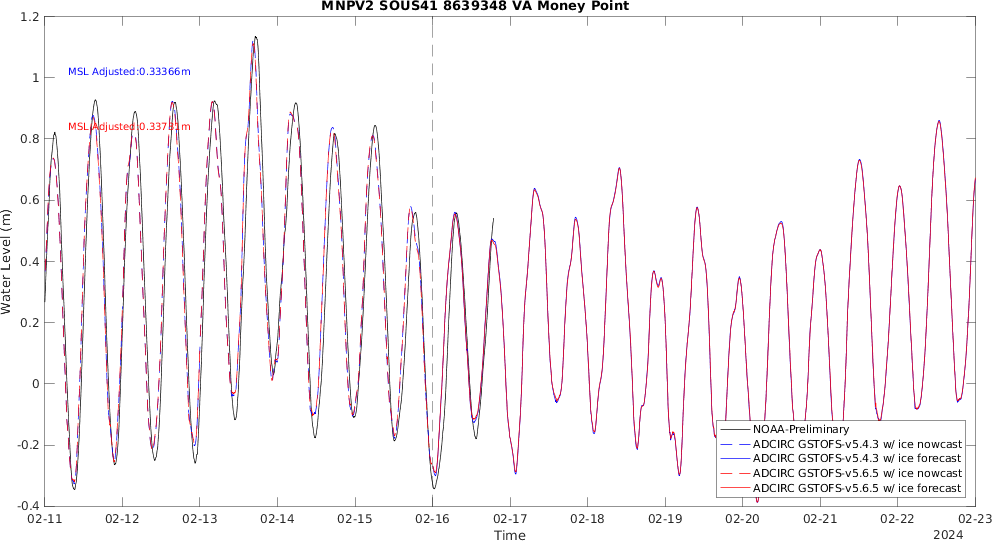 MNPV2 SOUS41 8639348 VA Money Point
1.2
1
0.8
0.6
0.4
0.2
0
-0.2
-0.4
Water Level (m)
MSL Adjusted:0.33366m
MSL
NOAA-Preliminary
ADCIRC GSTOFS-v5.4.3 w/ ice nowcast
ADCIRC GSTOFS-v5.4.3 w/ ice forecast
ADCIRC GSTOFS-v5.6.5 w/ ice nowcast
ADCIRC GSTOFS-v5.6.5 w/ ice forecast
02-11 02-12 02-13 02-14 02-15 02-16 02-17 02-18 02-19 02-20 02-21 02-22 02-23
Time
2024